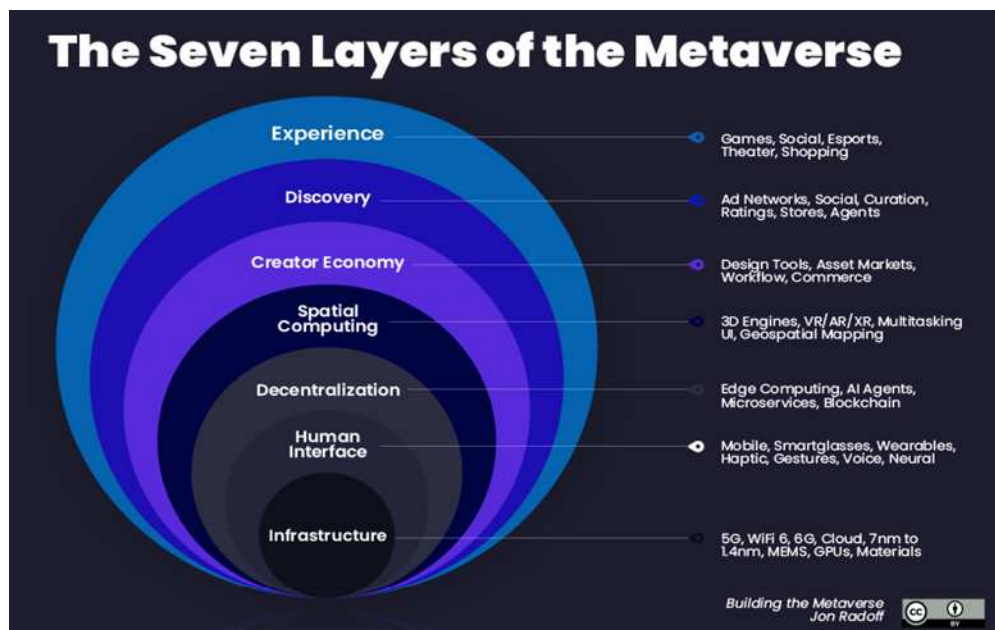 The Seven Layers of the Metaverse
Experience
Games, Social, Esports,
Theater, Shopping
Discovery
Ad Networks, Social, Curation,
Ratings, Stores, Agents
Creator Economy
Design Tools, Asset Markets,
Workflow, Commerce
Spatial
Computing
3D Engines, VR/AR/XR, Multitasking
UI, Geospatial Mapping
Decentralization
Edge Computing, AI Agents,
Microservices, Blockchain
Human
Interface
Mobile, Smartglasses, Wearables,
Haptic, Gestures, Voice, Neural
Infrastructure
5G, WiFi 6, 6G, Cloud, 7nm to
1.4nm, MEMS, GPUs, Materials
Building the Metaverse
Jon Radoff
cc
BY